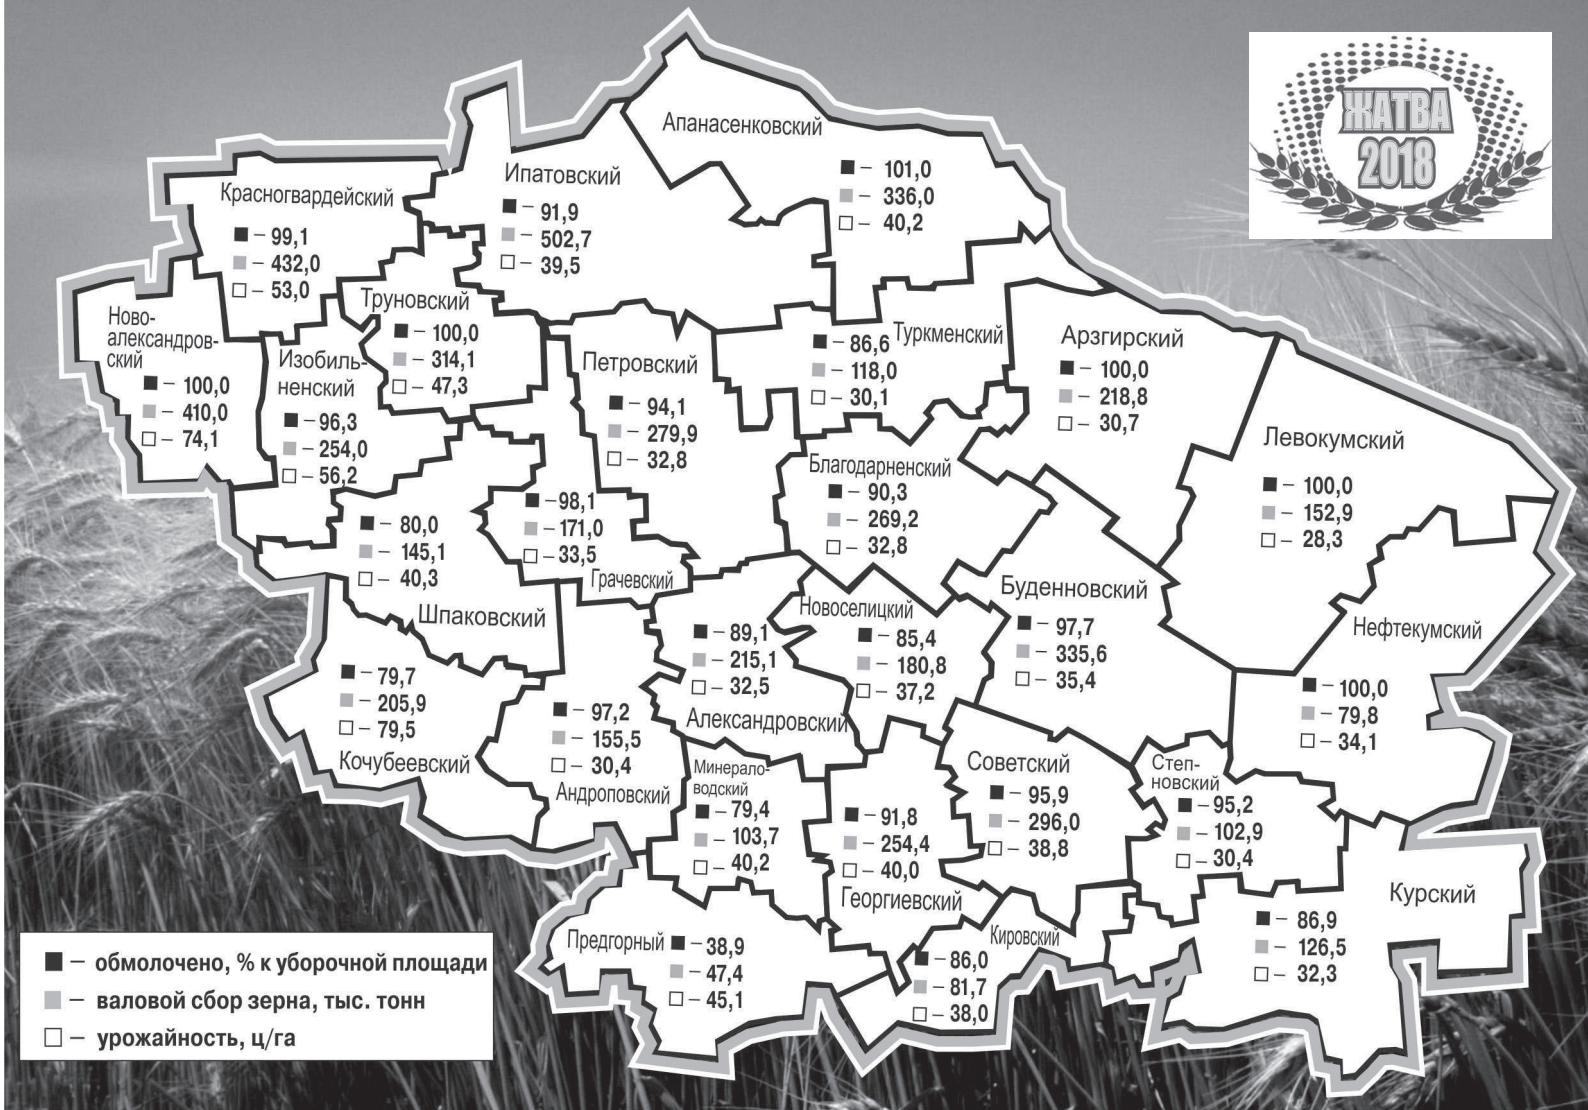 ЖАТВА
2018
Апанасенковский
■ – 101,0
■ – 336,0
□ – 40,2
Ипатовский
■ – 91,9
■ – 502,7
□ – 39,5
Красногвардейский
■ – 99,1
■ – 432,0
□ – 53,0
Труновский
■ – 100,0
■ – 314,1
□ – 47,3
Ново-
александров-
ский
■ – 100,0
■ – 410,0
□ – 74,1
Изобиль-
ненский
■ – 96,3
■ – 254,0
□ – 56,2
Петровский
■ – 94,1
■ – 279,9
□ – 32,8
Туркменский
■ – 86,6
■ – 118,0
□ – 30,1
Арзгирский
■ – 100,0
■ – 218,8
□ – 30,7
Левокумский
■ – 100,0
■ – 152,9
□ – 28,3
Благодарненский
■ – 90,3
■ – 269,2
□ – 32,8
■ – 98,1
■ – 171,0
□ – 33,5
Грачевский
■ – 80,0
■ – 145,1
□ – 40,3
Шпаковский
Буденновский
■ – 97,7
■ – 335,6
□ – 35,4
Новоселицкий
■ – 85,4
■ – 180,8
□ – 37,2
■ – 89,1
■ – 215,1
□ – 32,5
Александровский
Нефтекумский
■ – 100,0
■ – 79,8
□ – 34,1
■ – 79,7
■ – 205,9
□ – 79,5
Кочубеевский
■ – 97,2
■ – 155,5
□ – 30,4
Андроповский
Минерало-
водский
■ – 79,4
■ – 103,7
□ – 40,2
■ – 91,8
■ – 254,4
□ – 40,0
Георгиевский
Советский
■ – 95,9
■ – 296,0
□ – 38,8
Степ-
новский
■ – 95,2
■ – 102,9
□ – 30,4
Курский
■ – 86,9
■ – 126,5
□ – 32,3
Предгорный
■ – 38,9
■ – 47,4
□ – 45,1
Кировский
■ – 86,0
■ – 81,7
□ – 38,0
■ – обмолочено, % к уборочной площади
■ – валовой сбор зерна, тыс. тонн
□ – урожайность, ц/га